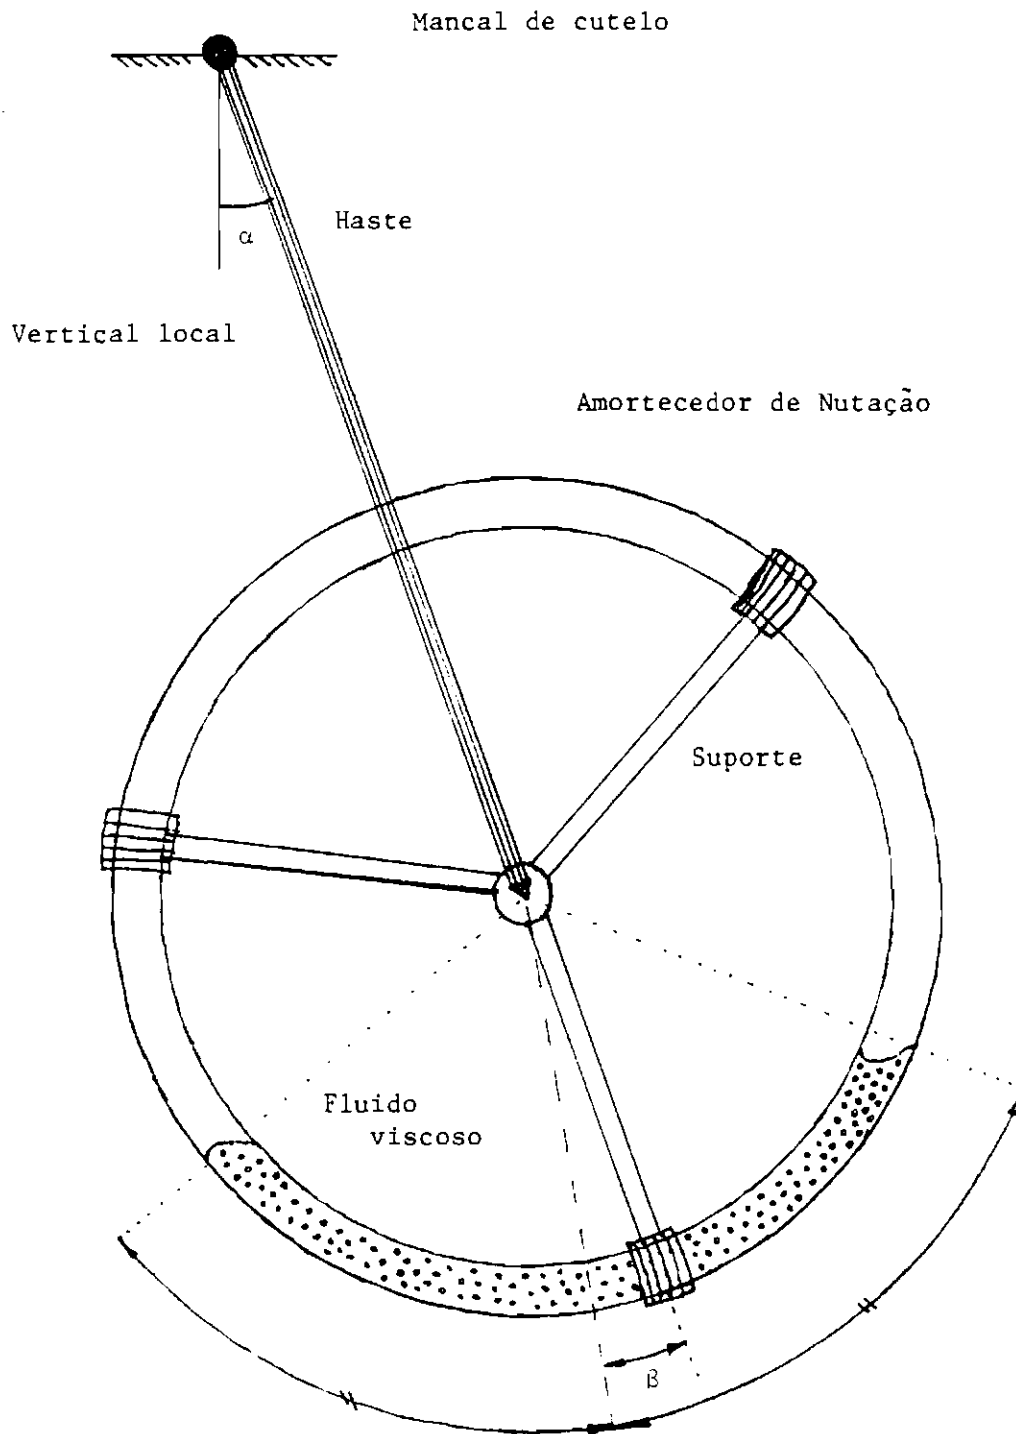 Mancal de cutelo
α
Haste
Vertical local
Amortecedor de Nutação
Suporte
Fluido
viscoso
β